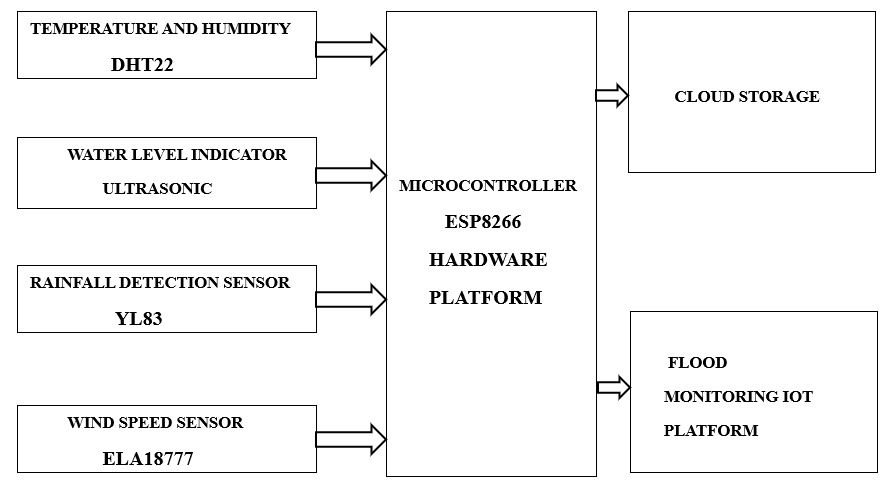 TEMPERATURE AND HUMIDITY
DHT22
WATER LEVEL INDICATOR
ULTRASONIC
RAINFALL DETECTION SENSOR
YL83
WIND SPEED SENSOR
ELA18777
MICROCONTROLLER
ESP8266
HARDWARE
PLATFORM
CLOUD STORAGE
FLOOD
MONITORING IOT
PLATFORM